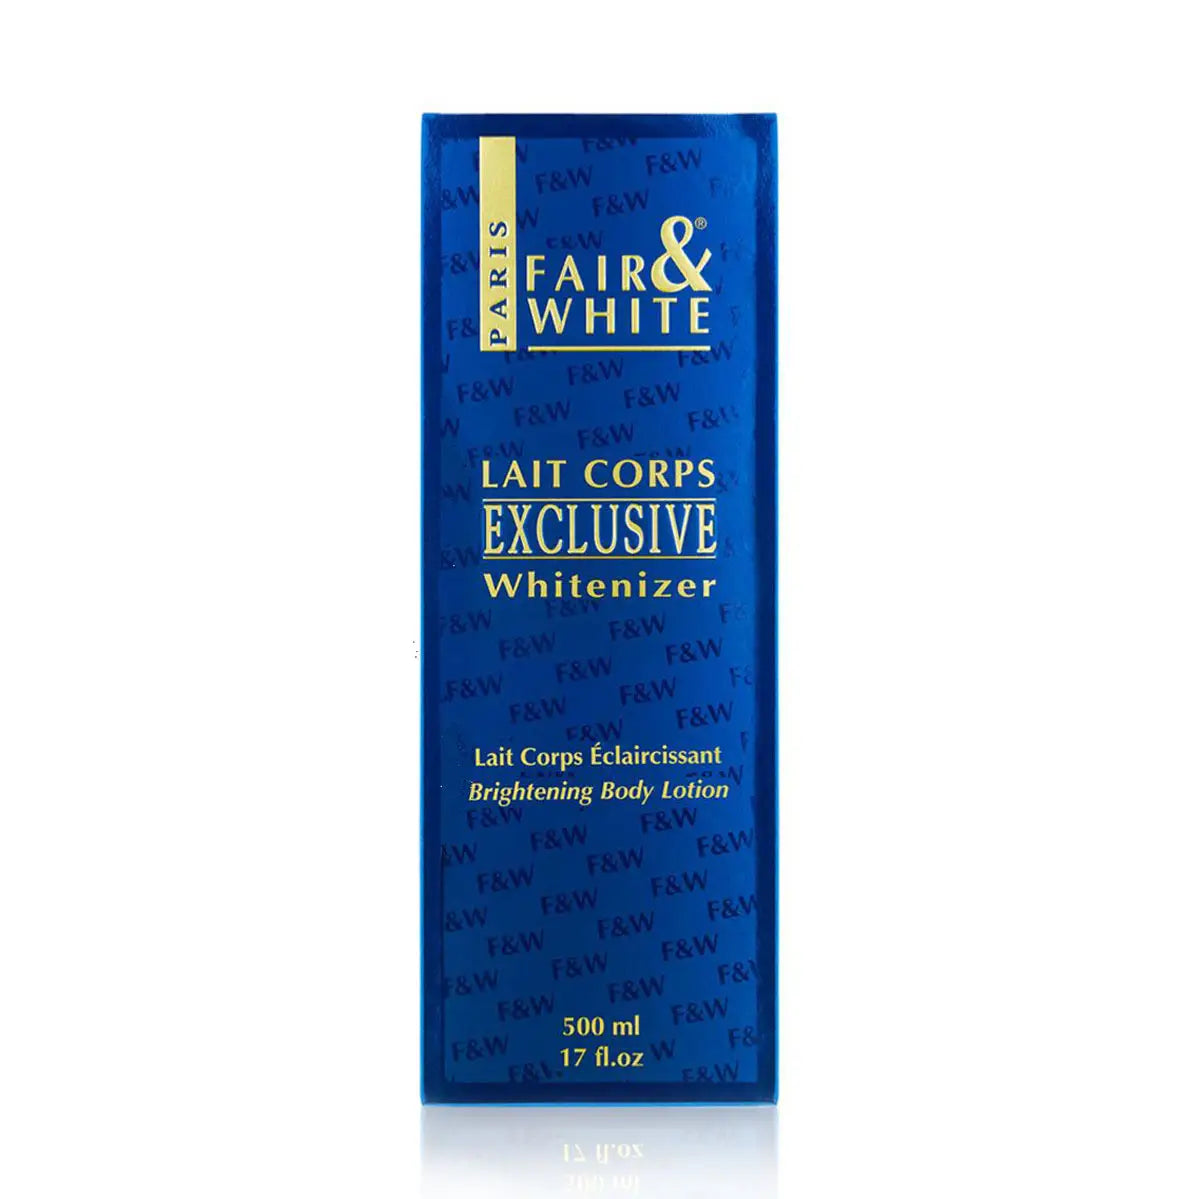 PARIS
FAIR &®
WHITE
LAIT CORPS
EXCLUSIVE
Whitenizer
Lait Corps Éclaircissant
Brightening Body Lotion
500 ml
17 fl.oz
F&W